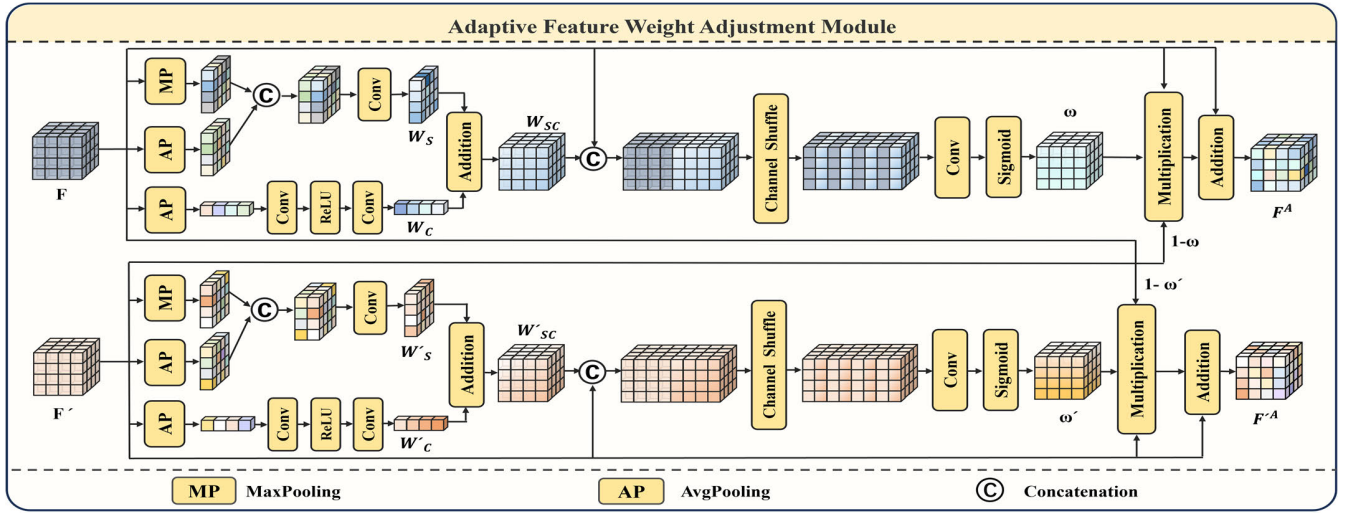 Adaptive Feature Weight Adjustment Module
F
MP
AP
AP
C
Conv
W_S
Conv
ReLU
Conv
W_C
Addition
W_SC
C
Channel Shuffle
Conv
Sigmoid
ω
Multiplication
Addition
F^A
1-ω
1- ω´
F´
MP
AP
AP
C
Conv
W´_S
Conv
ReLU
Conv
W´_C
Addition
W´_SC
C
Channel Shuffle
Conv
Sigmoid
ω´
Multiplication
Addition
F´^A
MP MaxPooling
AP AvgPooling
C Concatenation